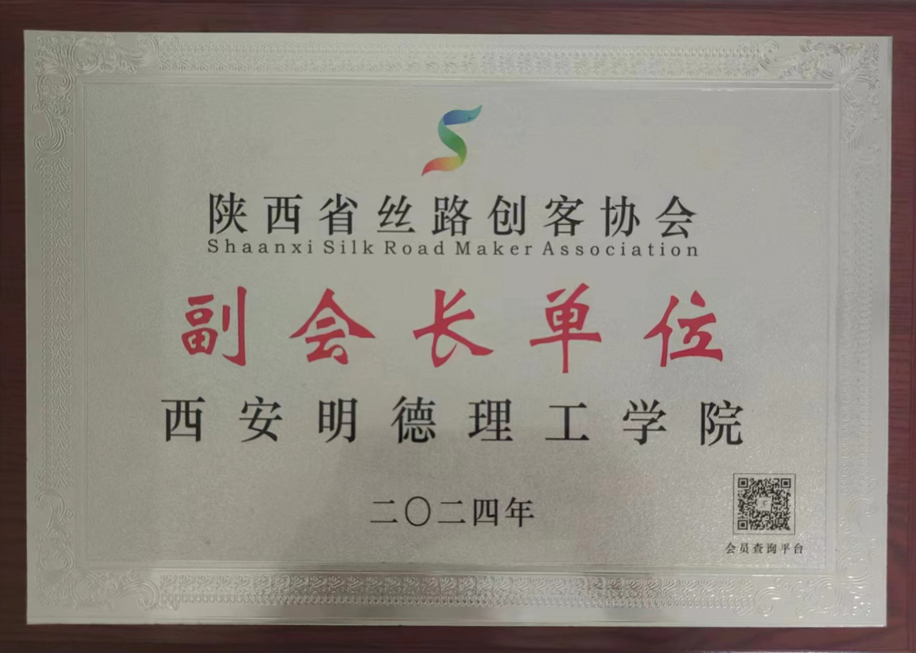 陕西省丝路创客协会
Shaanxi Silk Road Maker Association
副会长单位
西安明德理工学院
二〇二四年
会员查询平台